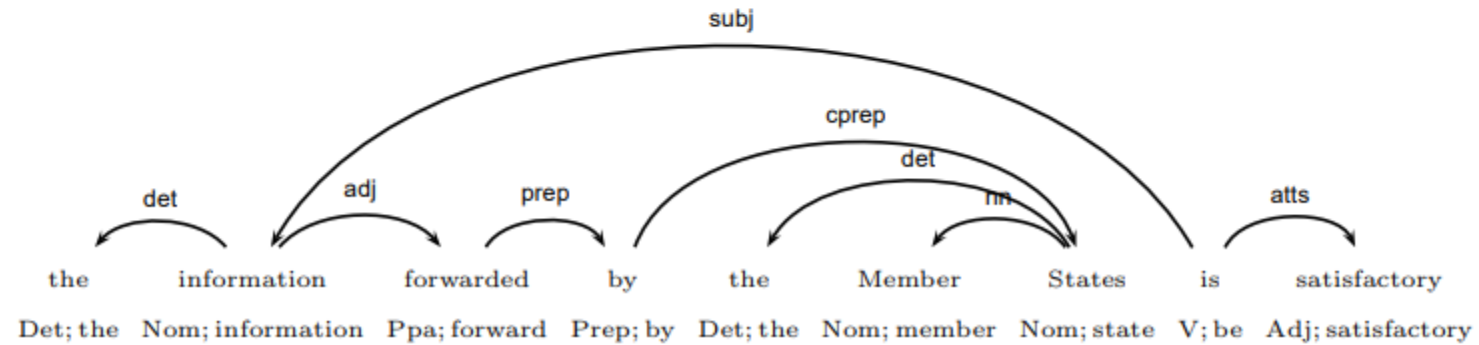 subj
cprep
det
det adj prep nn atts
the information forwarded by the Member States is satisfactory
Det; the Nom; information Ppa; forward Prep; by Det; the Nom; member Nom; state V; be Adj; satisfactory